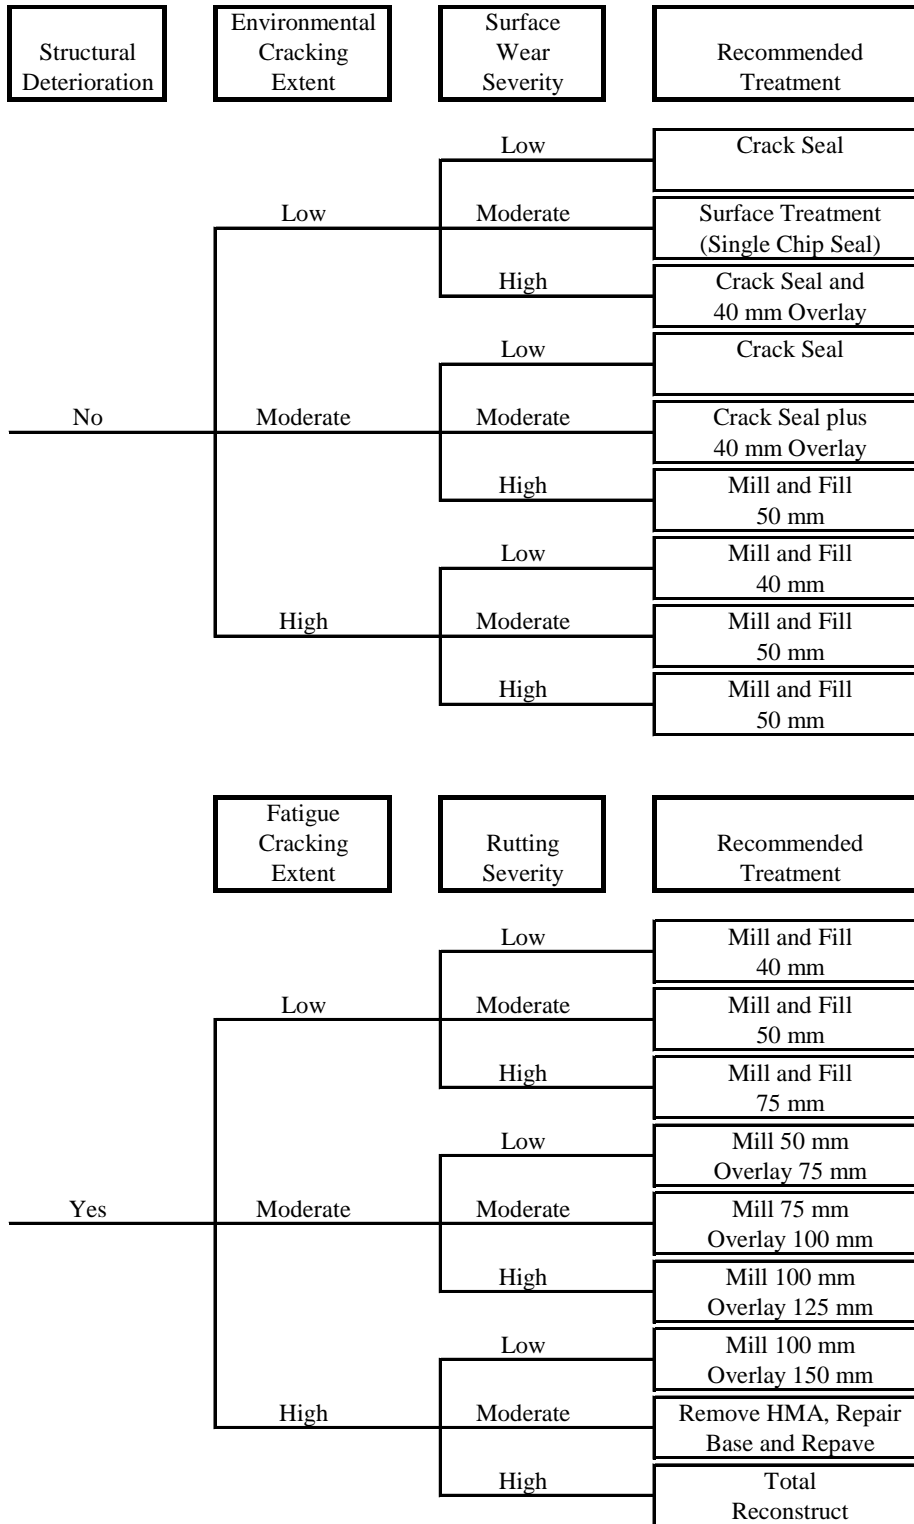 Structural
Deterioration
Environmental
Cracking
Extent
Surface
Wear
Severity
Recommended
Treatment
Low
Crack Seal
Low
Moderate
Surface Treatment
(Single Chip Seal)
High
Crack Seal and
40 mm Overlay
Low
Crack Seal
No
Moderate
Moderate
Crack Seal plus
40 mm Overlay
High
Mill and Fill
50 mm
Low
Mill and Fill
40 mm
High
Moderate
Mill and Fill
50 mm
High
Mill and Fill
50 mm
Fatigue
Cracking
Extent
Rutting
Severity
Recommended
Treatment
Low
Mill and Fill
40 mm
Low
Moderate
Mill and Fill
50 mm
High
Mill and Fill
75 mm
Low
Mill 50 mm
Overlay 75 mm
Yes
Moderate
Moderate
Mill 75 mm
Overlay 100 mm
High
Mill 100 mm
Overlay 125 mm
Low
Mill 100 mm
Overlay 150 mm
High
Moderate
Remove HMA, Repair
Base and Repave
High
Total
Reconstruct